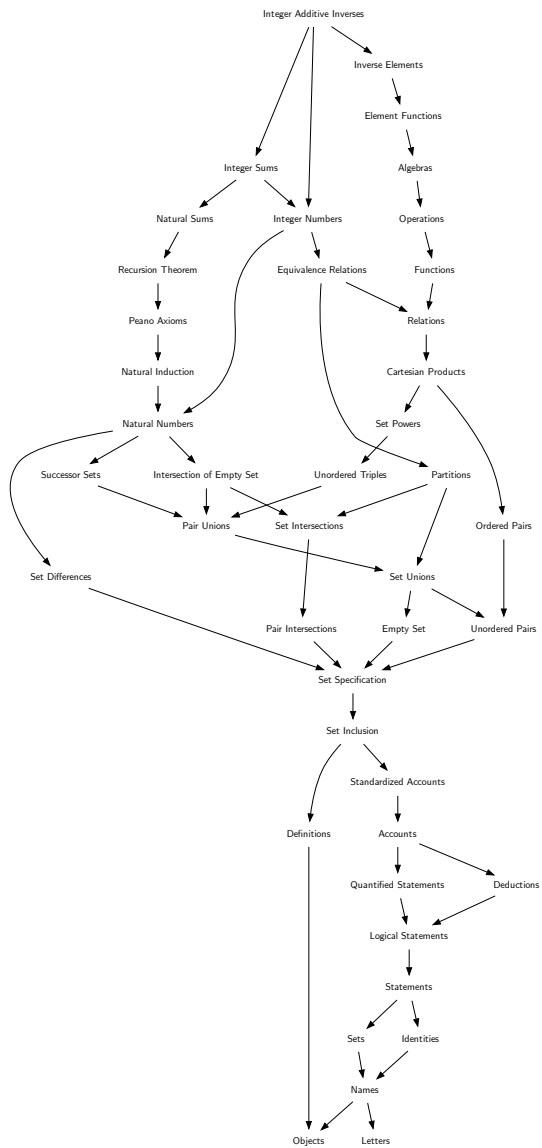 Integer Additive Inverses
Inverse Elements
Element Functions
Integer Sums
Algebras
Natural Sums
Integer Numbers
Operations
Recursion Theorem
Equivalence Relations
Functions
Peano Axioms
Relations
Natural Induction
Cartesian Products
Natural Numbers
Set Powers
Successor Sets
Intersection of Empty Set
Unordered Triples
Partitions
Pair Unions
Set Intersections
Ordered Pairs
Set Differences
Set Unions
Pair Intersections
Empty Set
Unordered Pairs
Set Specification
Set Inclusion
Standardized Accounts
Definitions
Accounts
Quantified Statements
Deductions
Logical Statements
Statements
Sets
Identities
Names
Objects
Letters